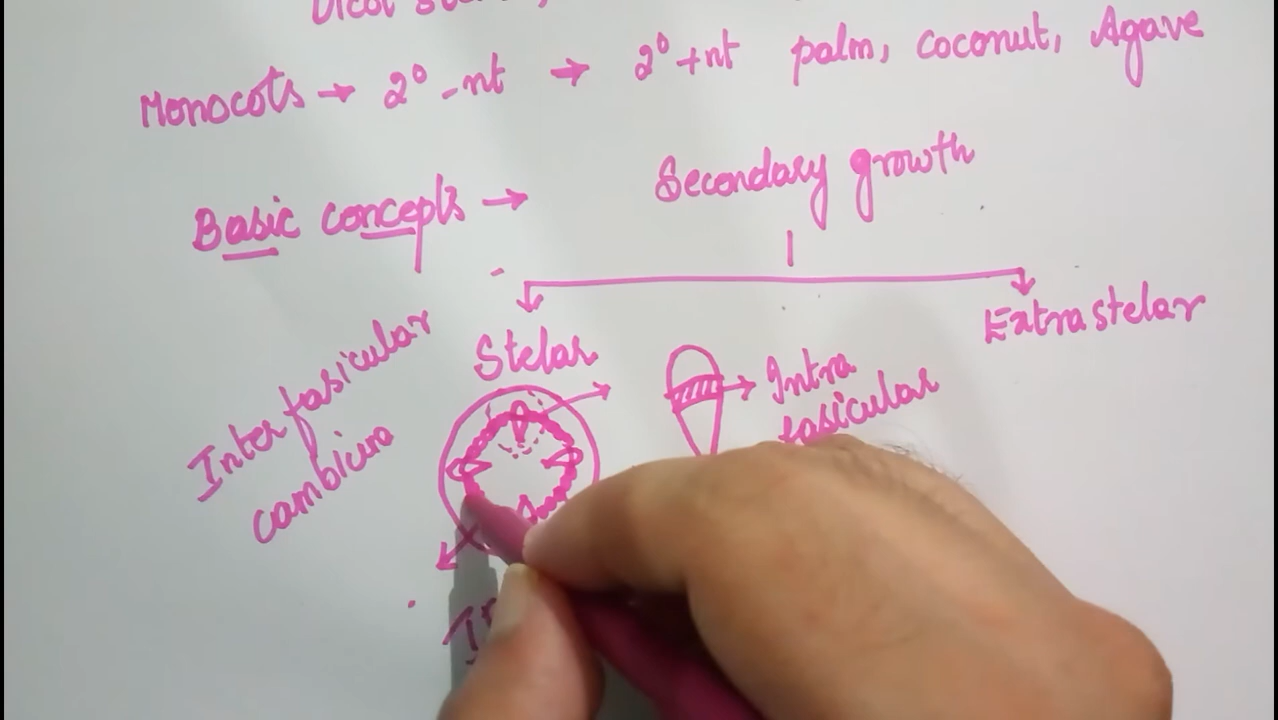 Dicot
Monocots → 2° -nt → 2° +nt palm, coconut, Agave
Basic concepts → Secondary growth
Stelar
Extrastelar
Inter fasicular
cambium
Intra
fasicular